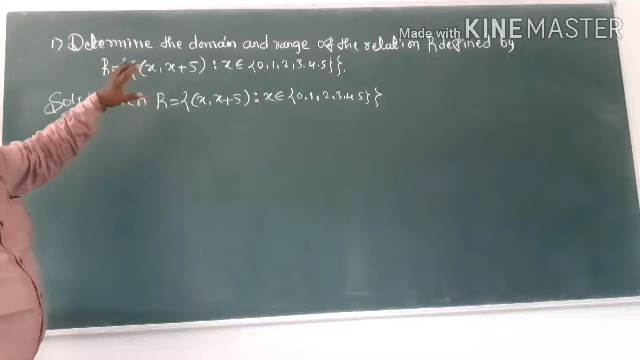 Made with KINEMASTER
1) Determine the domain and range of the relation R defined by
R={(x, x+5) : x ∈ {0,1,2,3.4.5}}.
R={(x, x+5) : x ∈ {0,1,2,3,4,5}}